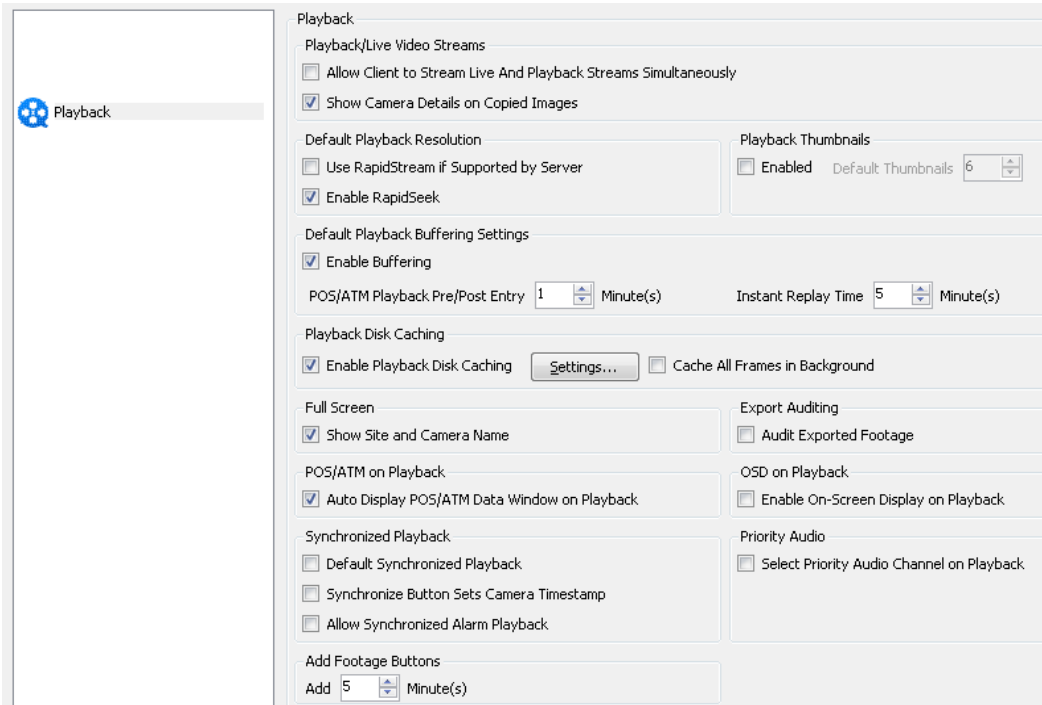 Playback
Playback
Playback/Live Video Streams
Allow Client to Stream Live And Playback Streams Simultaneously
Show Camera Details on Copied Images
Default Playback Resolution
Use RapidStream if Supported by Server
Enable RapidSeek
Playback Thumbnails
Enabled Default Thumbnails 6
Default Playback Buffering Settings
Enable Buffering
POS/ATM Playback Pre/Post Entry 1 Minute(s) Instant Replay Time 5 Minute(s)
Playback Disk Caching
Enable Playback Disk Caching Settings... Cache All Frames in Background
Full Screen
Show Site and Camera Name
Export Auditing
Audit Exported Footage
POS/ATM on Playback
Auto Display POS/ATM Data Window on Playback
OSD on Playback
Enable On-Screen Display on Playback
Synchronized Playback
Default Synchronized Playback
Synchronize Button Sets Camera Timestamp
Allow Synchronized Alarm Playback
Priority Audio
Select Priority Audio Channel on Playback
Add Footage Buttons
Add 5 Minute(s)